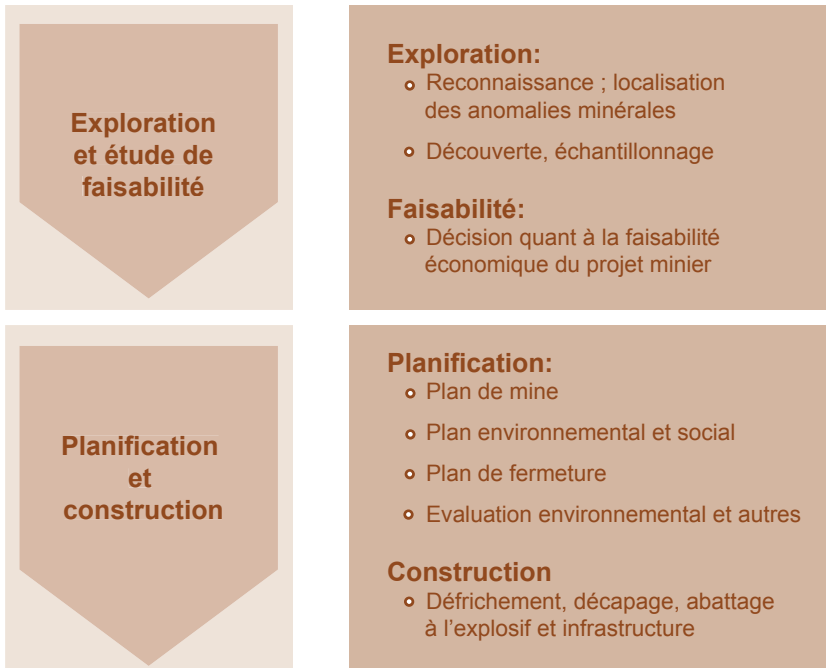 Exploration
et étude de
faisabilité
Exploration:
Reconnaissance ; localisation
des anomalies minérales
Découverte, échantillonnage
Faisabilité:
Décision quant à la faisabilité
économique du projet minier
Planification
et
construction
Planification:
Plan de mine
Plan environnemental et social
Plan de fermeture
Evaluation environnemental et autres
Construction
Défrichement, décapage, abattage
à l’explosif et infrastructure